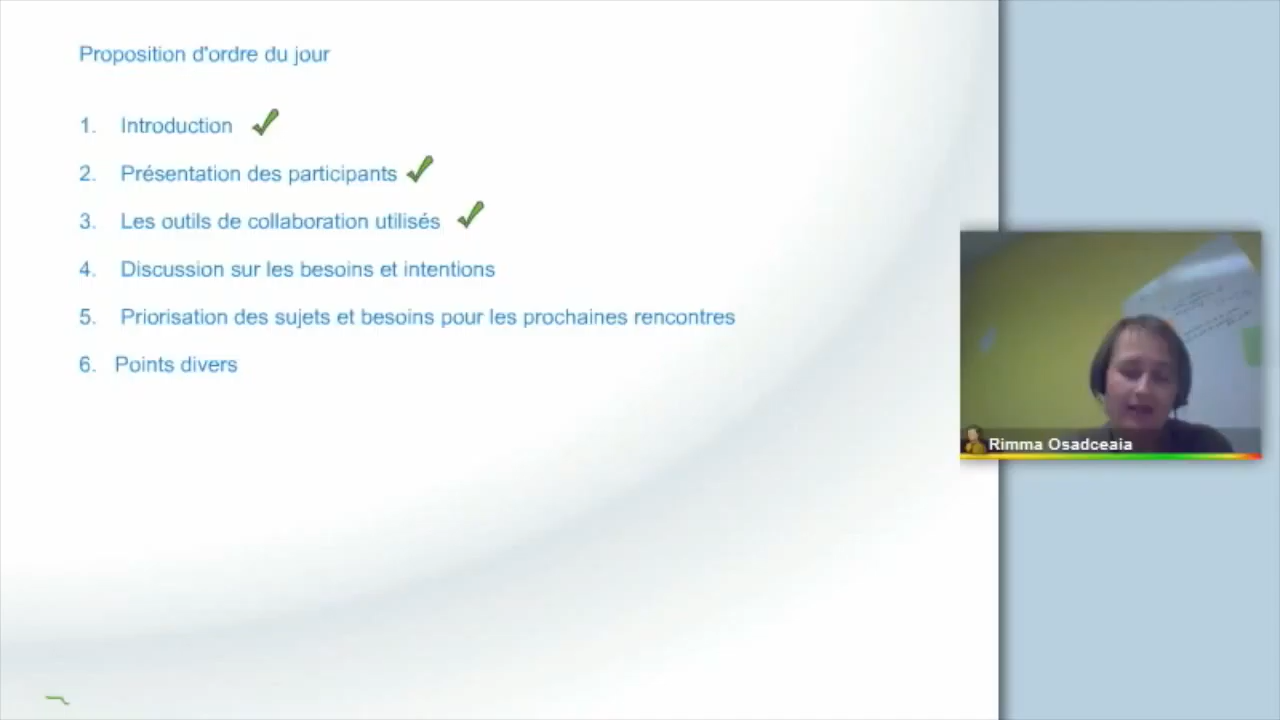 Proposition d'ordre du jour
1. Introduction
2. Présentation des participants
3. Les outils de collaboration utilisés
4. Discussion sur les besoins et intentions
5. Priorisation des sujets et besoins pour les prochaines rencontres
6. Points divers
Rimma Osadceaia